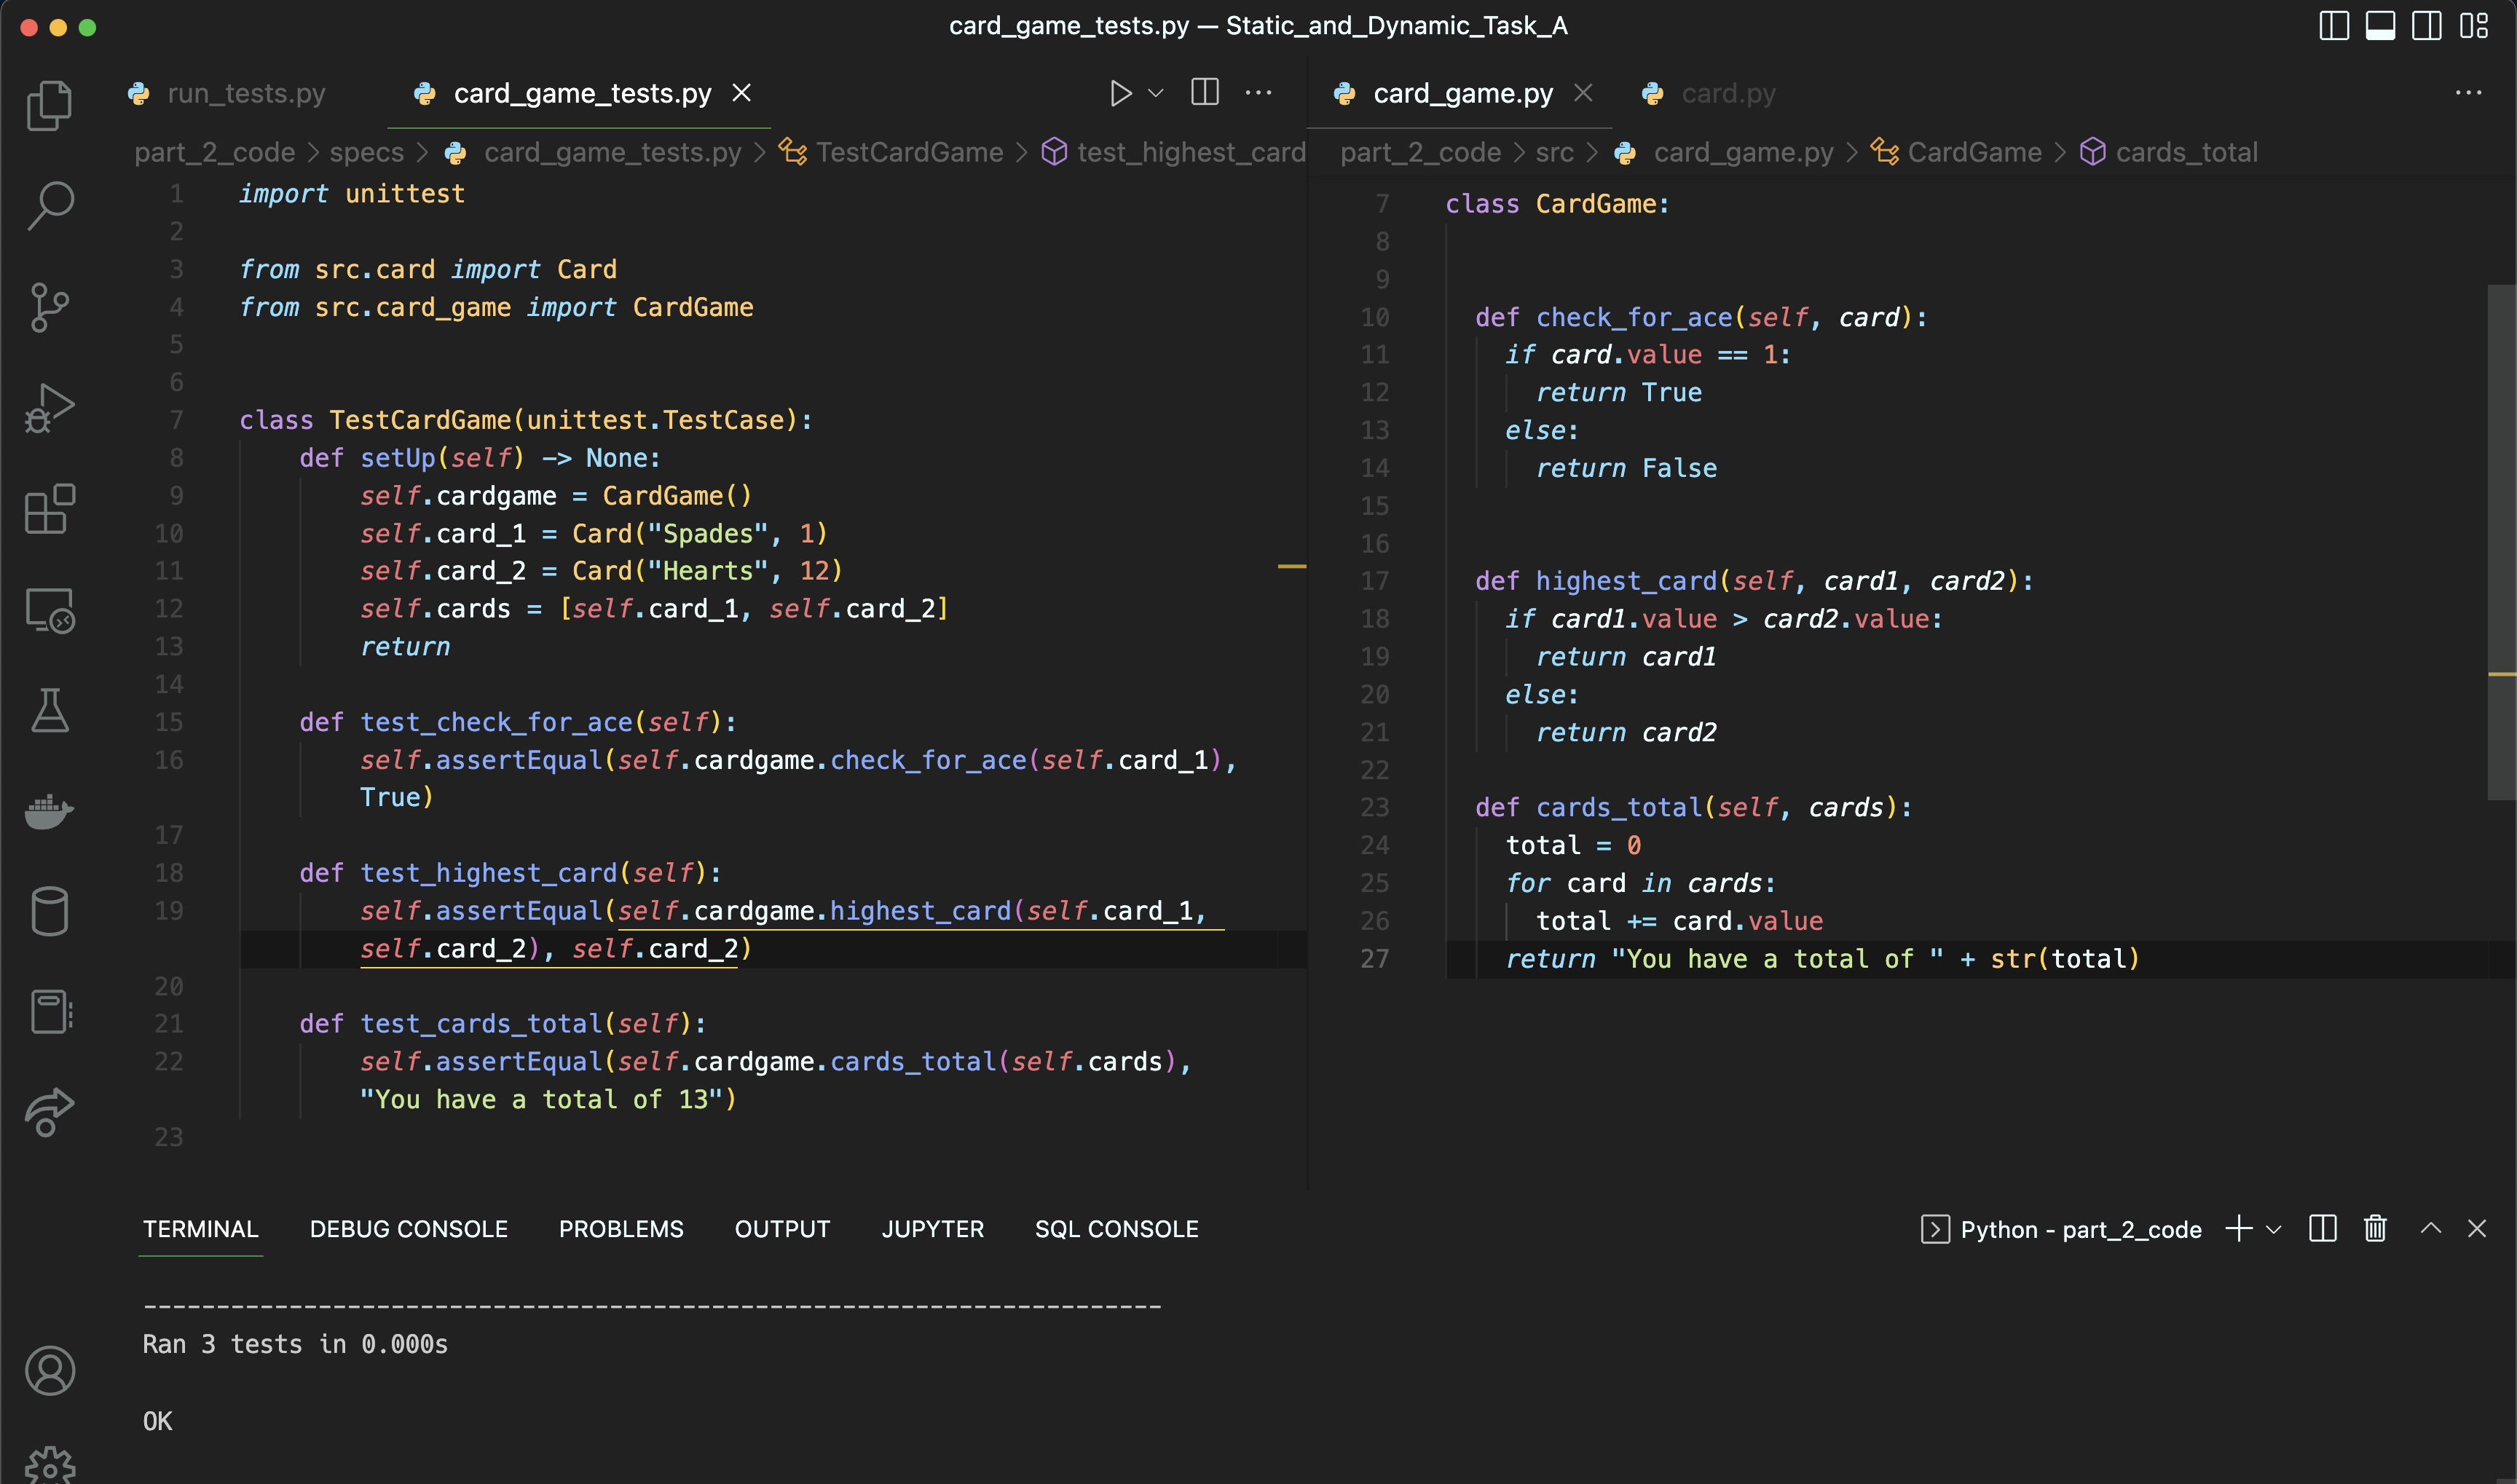 card_game_tests.py — Static_and_Dynamic_Task_A
run_tests.py
card_game_tests.py
part_2_code > specs > card_game_tests.py > TestCardGame > test_highest_card
1 import unittest
2
3 from src.card import Card
4 from src.card_game import CardGame
5
6
7 class TestCardGame(unittest.TestCase):
8     def setUp(self) -> None:
9         self.cardgame = CardGame()
10         self.card_1 = Card("Spades", 1)
11         self.card_2 = Card("Hearts", 12)
12         self.cards = [self.card_1, self.card_2]
13         return
14
15     def test_check_for_ace(self):
16         self.assertEqual(self.cardgame.check_for_ace(self.card_1),
        True)
17
18     def test_highest_card(self):
19         self.assertEqual(self.cardgame.highest_card(self.card_1,
        self.card_2), self.card_2)
20
21     def test_cards_total(self):
22         self.assertEqual(self.cardgame.cards_total(self.cards),
        "You have a total of 13")
23
card_game.py
card.py
part_2_code > src > card_game.py > CardGame > cards_total
7 class CardGame:
8
9
10   def check_for_ace(self, card):
11     if card.value == 1:
12       return True
13     else:
14       return False
15
16
17   def highest_card(self, card1, card2):
18     if card1.value > card2.value:
19       return card1
20     else:
21       return card2
22
23   def cards_total(self, cards):
24     total = 0
25     for card in cards:
26       total += card.value
27     return "You have a total of " + str(total)
TERMINAL DEBUG CONSOLE PROBLEMS OUTPUT JUPYTER SQL CONSOLE
Python - part_2_code
----------------------------------------------------------------------
Ran 3 tests in 0.000s
OK